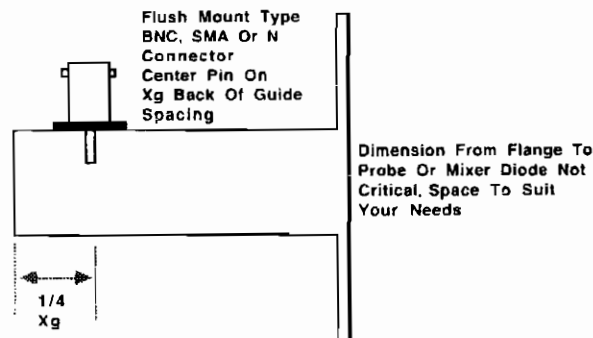 Flush Mount Type
BNC, SMA Or N
Connector
Center Pin On
Xg Back Of Guide
Spacing
Dimension From Flange To
Probe Or Mixer Diode Not
Critical, Space To Suit
Your Needs
1/4
Xg